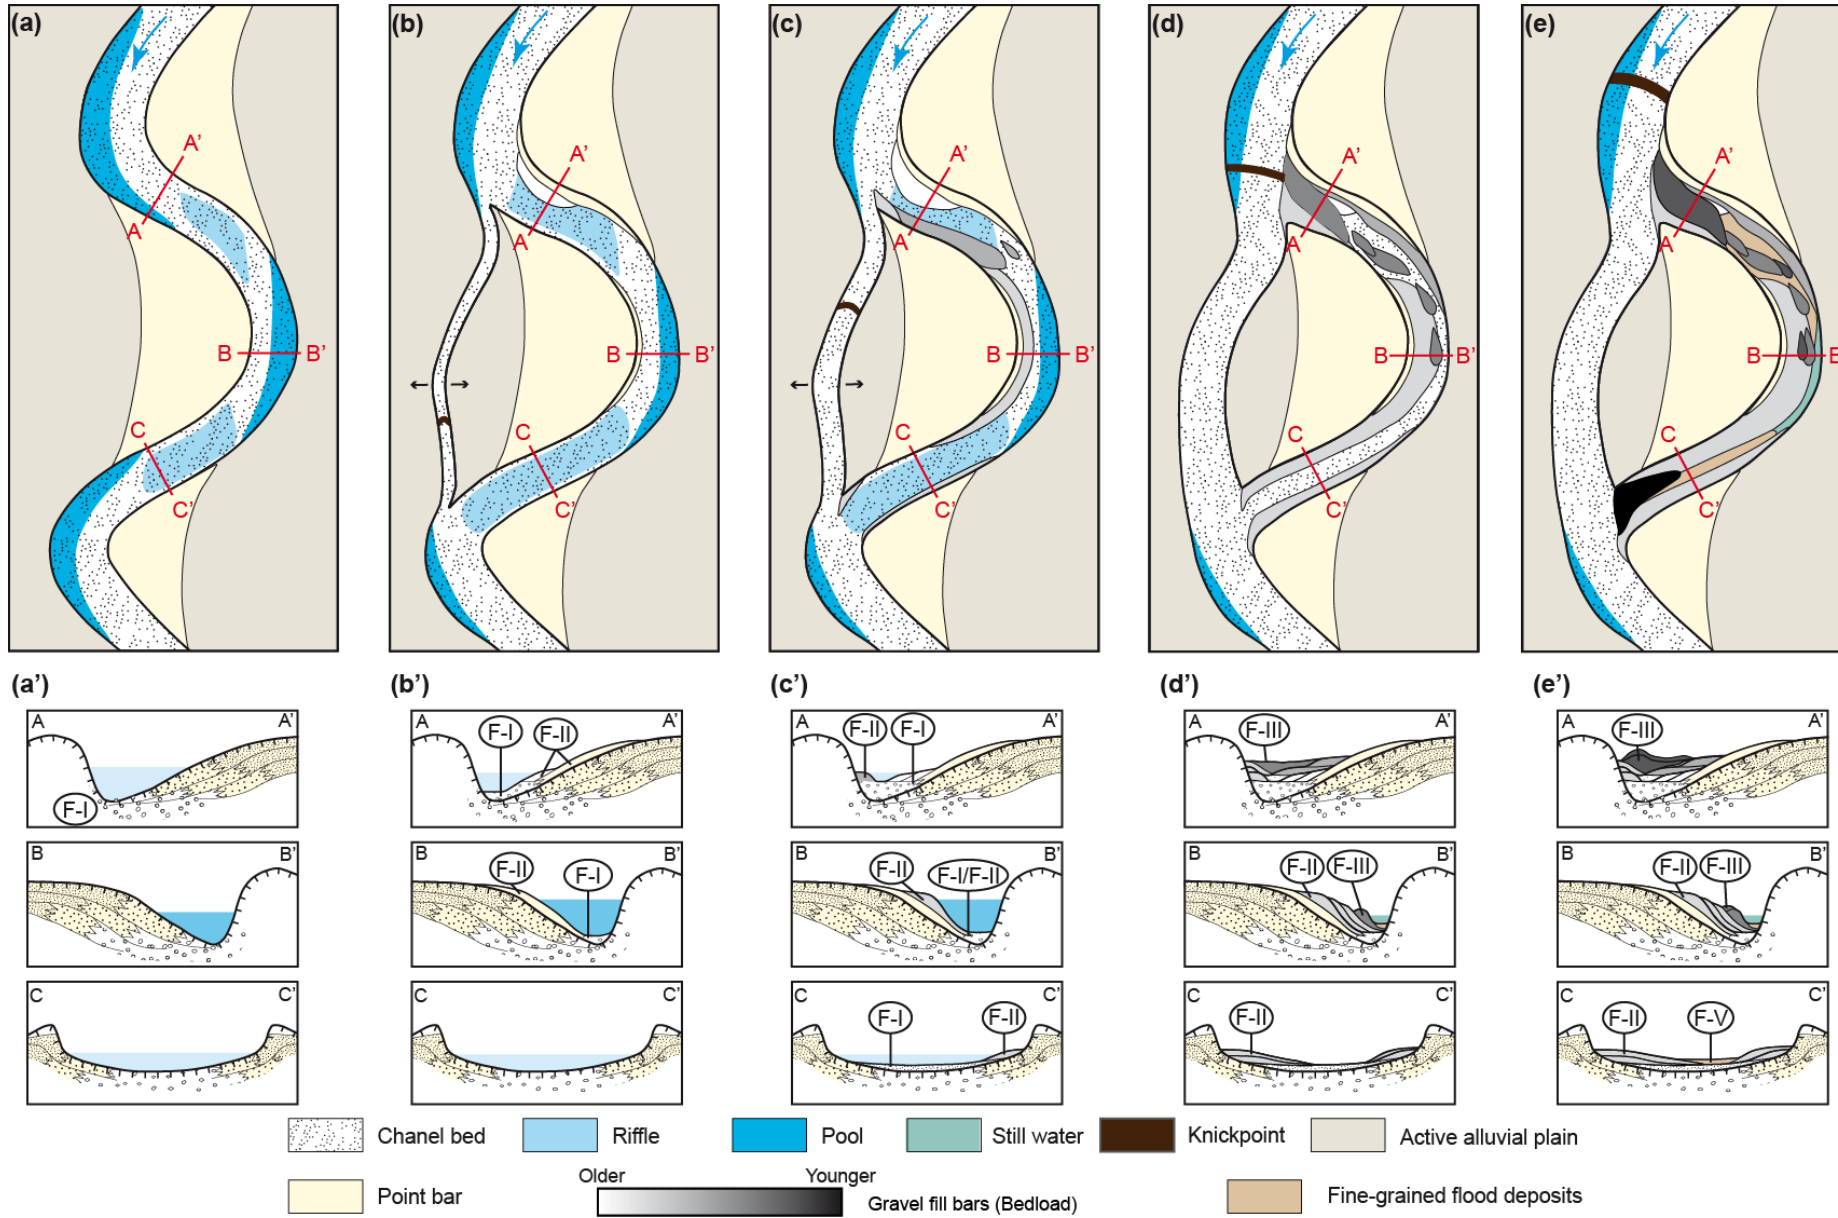 (a) (b) (c) (d) (e)
A' A' A' A' A'
A A A A A
B B' B B' B B' B B' B B
C C C C C
C' C' C' C' C'
(a') (b') (c') (d') (e')
A A' A A' A A' A A' A A'
F-I F-I F-II F-II F-I F-III F-III
B B' B B' B B' B B' B B'
F-II F-I F-II F-I/F-II F-II F-III F-II F-III
C C' C C' C C' C C' C C'
F-I F-II F-II F-II F-V
Chanel bed Riffle Pool Still water Knickpoint Active alluvial plain
Older Younger
Point bar Gravel fill bars (Bedload) Fine-grained flood deposits